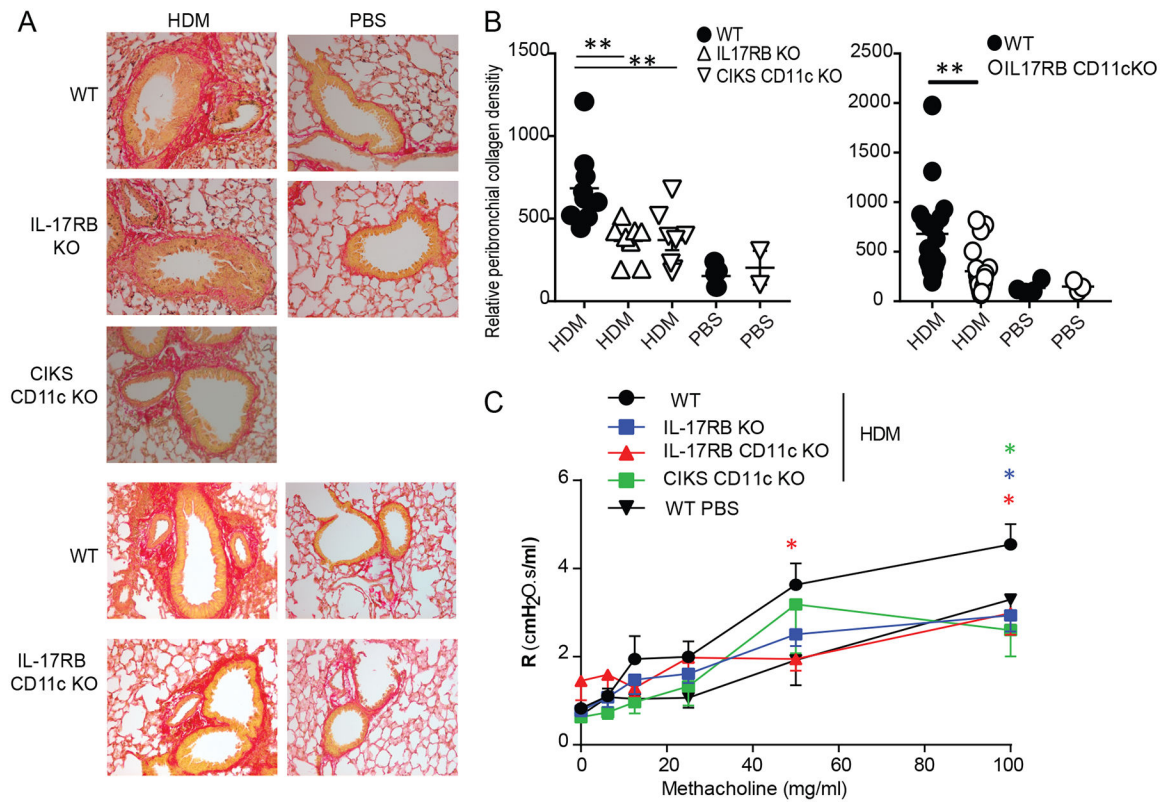 A
HDM
PBS
WT
IL-17RB
KO
CIKS
CD11c KO
WT
IL-17RB
CD11c KO
B
WT
IL17RB KO
CIKS CD11c KO
**
**
Relative peribronchial collagen densitiy
1500
1000
500
0
HDM
HDM
HDM
PBS
PBS
WT
IL17RB CD11cKO
**
2500
2000
1500
1000
500
0
HDM
HDM
PBS
PBS
C
WT
IL-17RB KO
IL-17RB CD11c KO
CIKS CD11c KO
WT PBS
HDM
*
*
*
*
R (cmH2O.s/ml)
6
4
2
0
0
20
40
60
80
100
Methacholine (mg/ml)